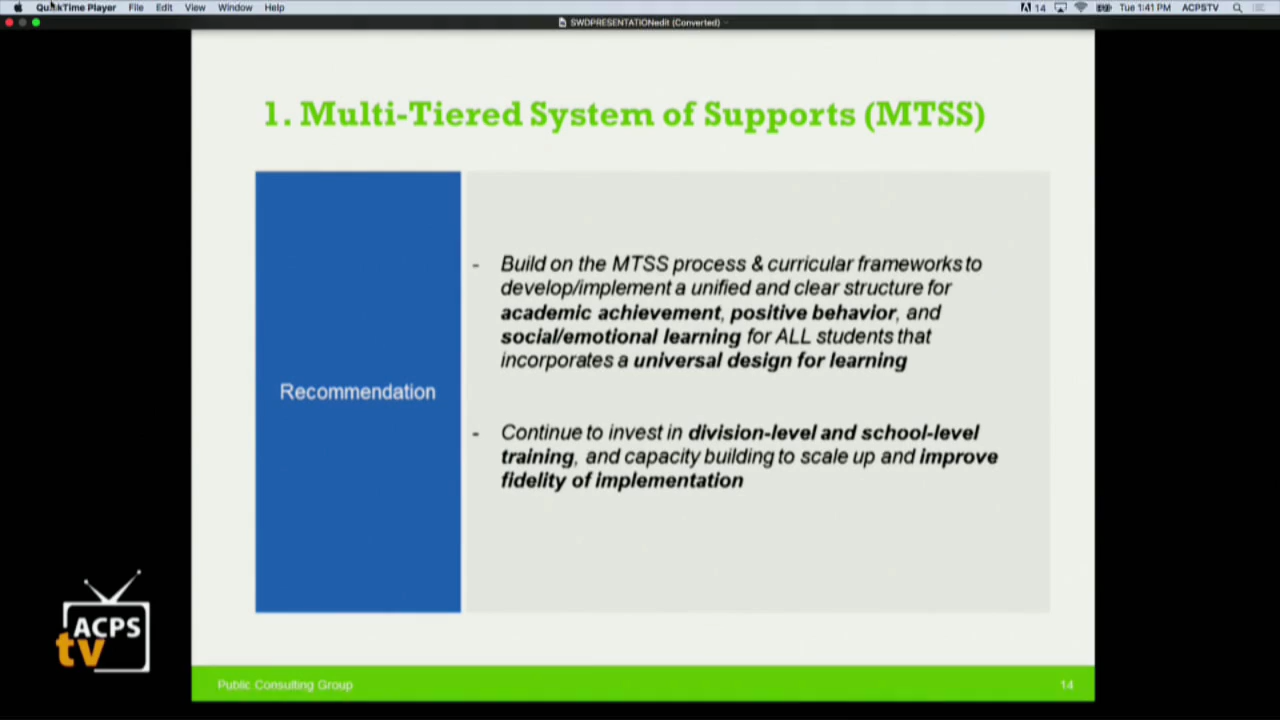 QuickTime Player File Edit View Window Help 14 Tue 1:41 PM ACPSTV
SWDPRESENTATIONedit (Converted)
1. Multi-Tiered System of Supports (MTSS)
Recommendation
- Build on the MTSS process & curricular frameworks to
develop/implement a unified and clear structure for
academic achievement, positive behavior, and
social/emotional learning for ALL students that
incorporates a universal design for learning
- Continue to invest in division-level and school-level
training, and capacity building to scale up and improve
fidelity of implementation
ACPS
tv
Public Consulting Group 14